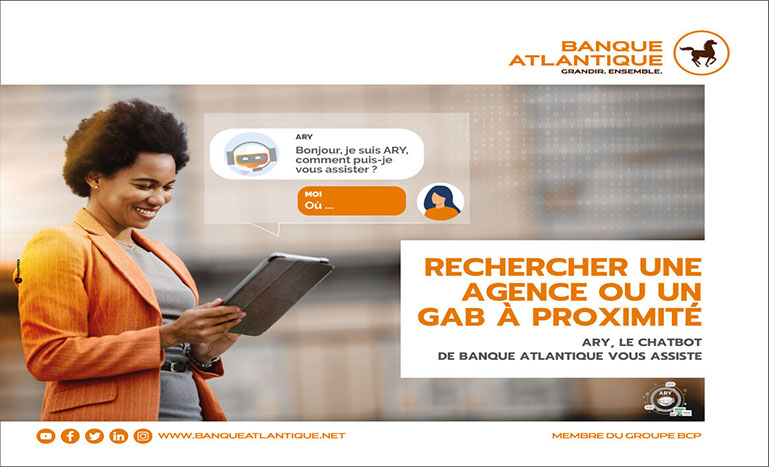 BANQUE
ATLANTIQUE
GRANDIR. ENSEMBLE.
ARY
Bonjour, je suis ARY,
comment puis-je
vous assister ?
MOI
Où ...
RECHERCHER UNE
AGENCE OU UN
GAB À PROXIMITÉ
ARY, LE CHATBOT
DE BANQUE ATLANTIQUE VOUS ASSISTE
ARY
WWW.BANQUEATLANTIQUE.NET
MEMBRE DU GROUPE BCP